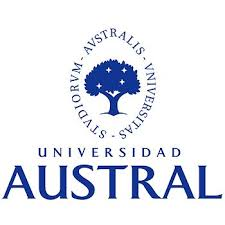 STVDIORVM - AVSTRALIS - VNIVERSITAS -
UNIVERSIDAD
AUSTRAL